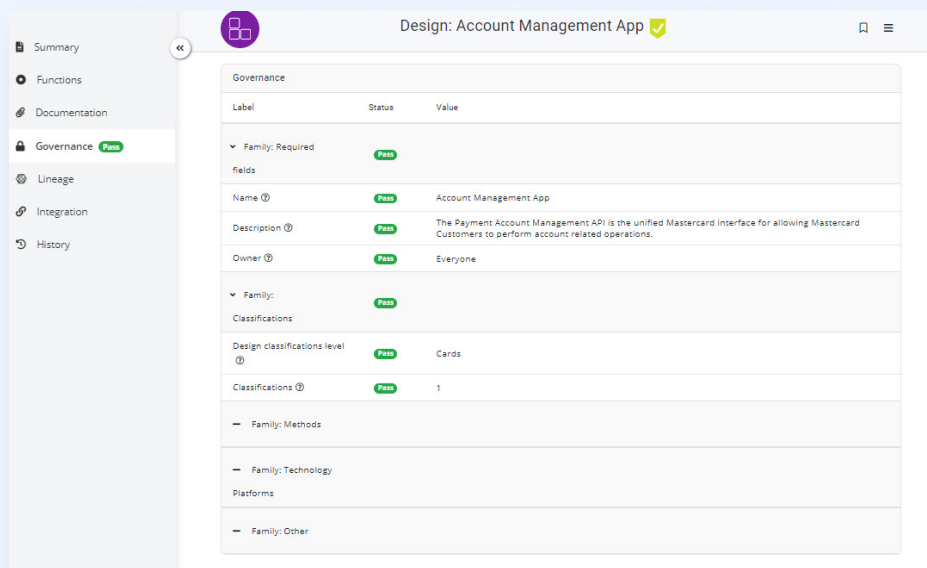 Design: Account Management App
Summary
Functions
Documentation
Governance Pass
Lineage
Integration
History
Governance
Label Status Value
Family: Required
fields
Pass
Name Pass Account Management App
Description Pass The Payment Account Management API is the unified Mastercard interface for allowing Mastercard
Customers to perform account related operations.
Owner Pass Everyone
Family:
Classifications
Pass
Design classifications level
Pass Cards
Classifications Pass 1
Family: Methods
Family: Technology
Platforms
Family: Other